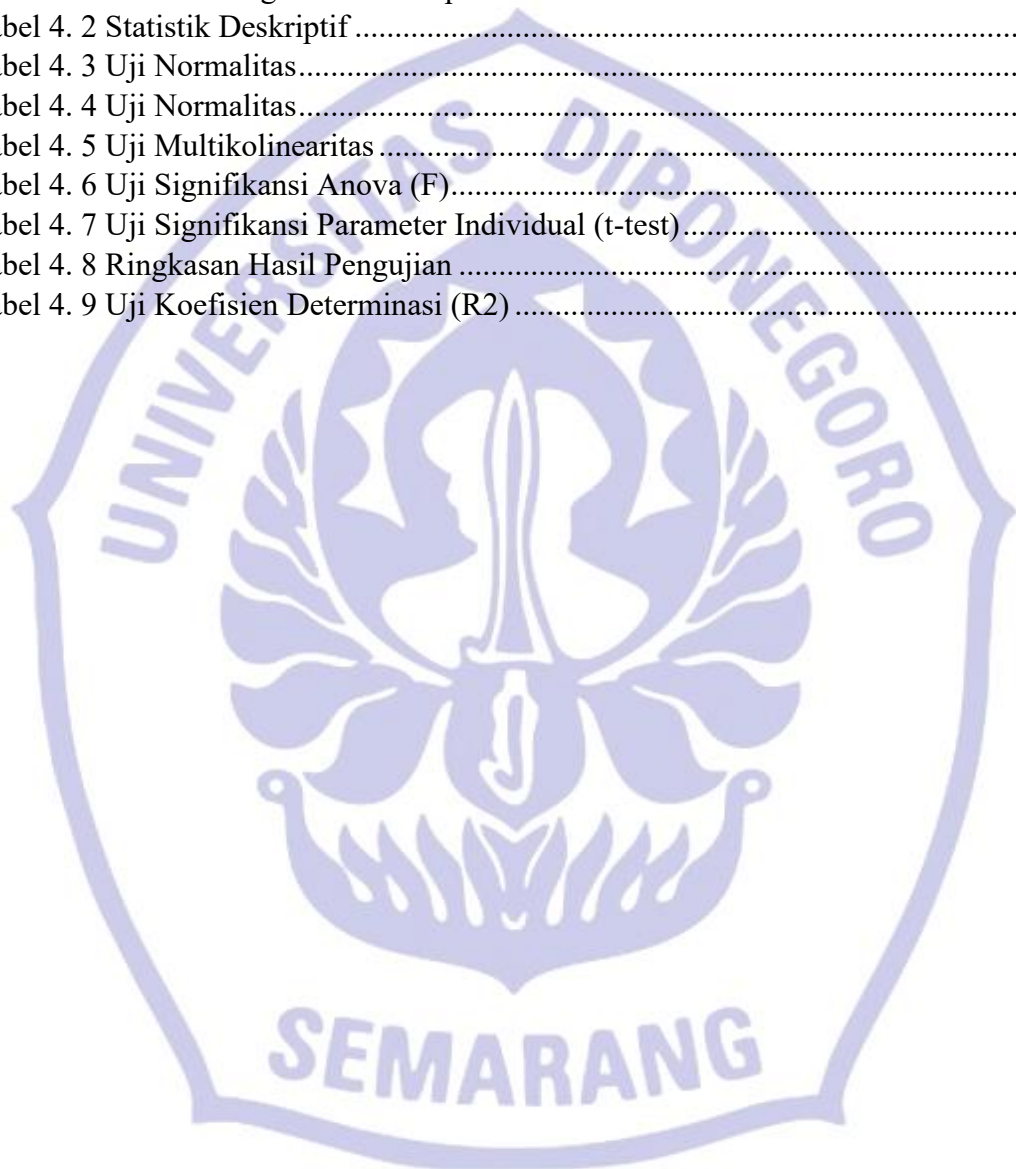 bel 4. 2 Statistik Deskriptif
bel 4. 3 Uji Normalitas
bel 4. 4 Uji Normalitas
bel 4. 5 Uji Multikolinearitas
bel 4. 6 Uji Signifikansi Anova (F)
bel 4. 7 Uji Signifikansi Parameter Individual (t-test)
bel 4. 8 Ringkasan Hasil Pengujian
bel 4. 9 Uji Koefisien Determinasi (R2)
UNIVERSITAS DIPONEGORO
SEMARANG